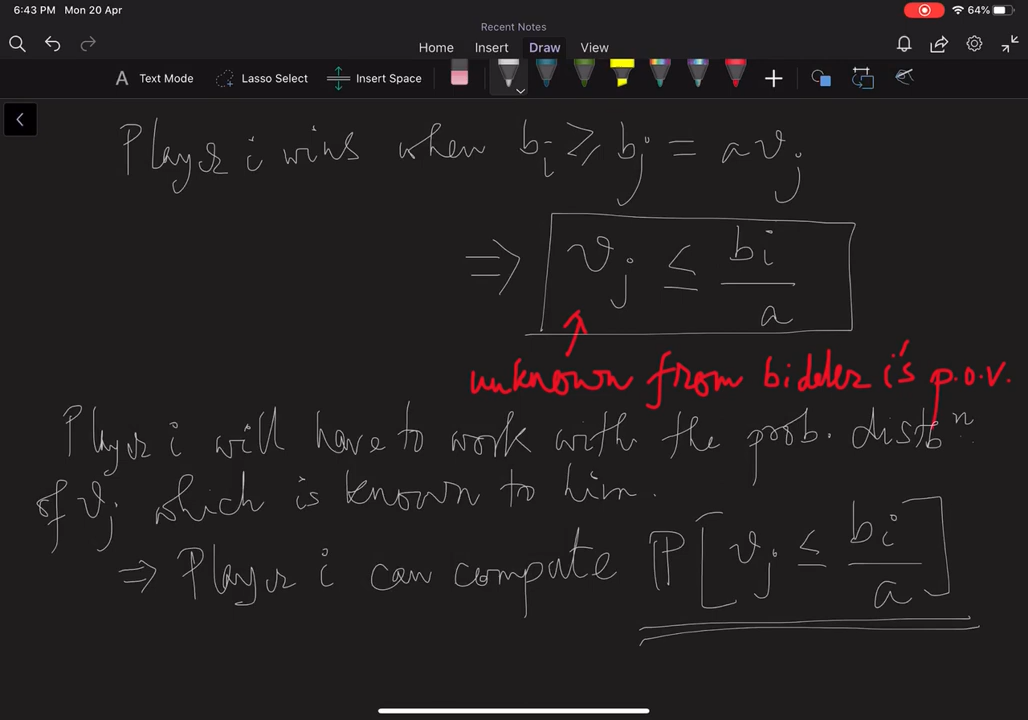 6:43 PM Mon 20 Apr
64%
Recent Notes
Home Insert Draw View
A Text Mode Lasso Select Insert Space
Player i wins when bᵢ ≥ bⱼ = a vⱼ
⇒ vⱼ ≤ bᵢ/a
unknown from bidder i's p.o.v.
Player i will have to work with the prob. distbⁿ.
of vⱼ which is known to him.
⇒ Player i can compute ℙ[vⱼ ≤ bᵢ/a]